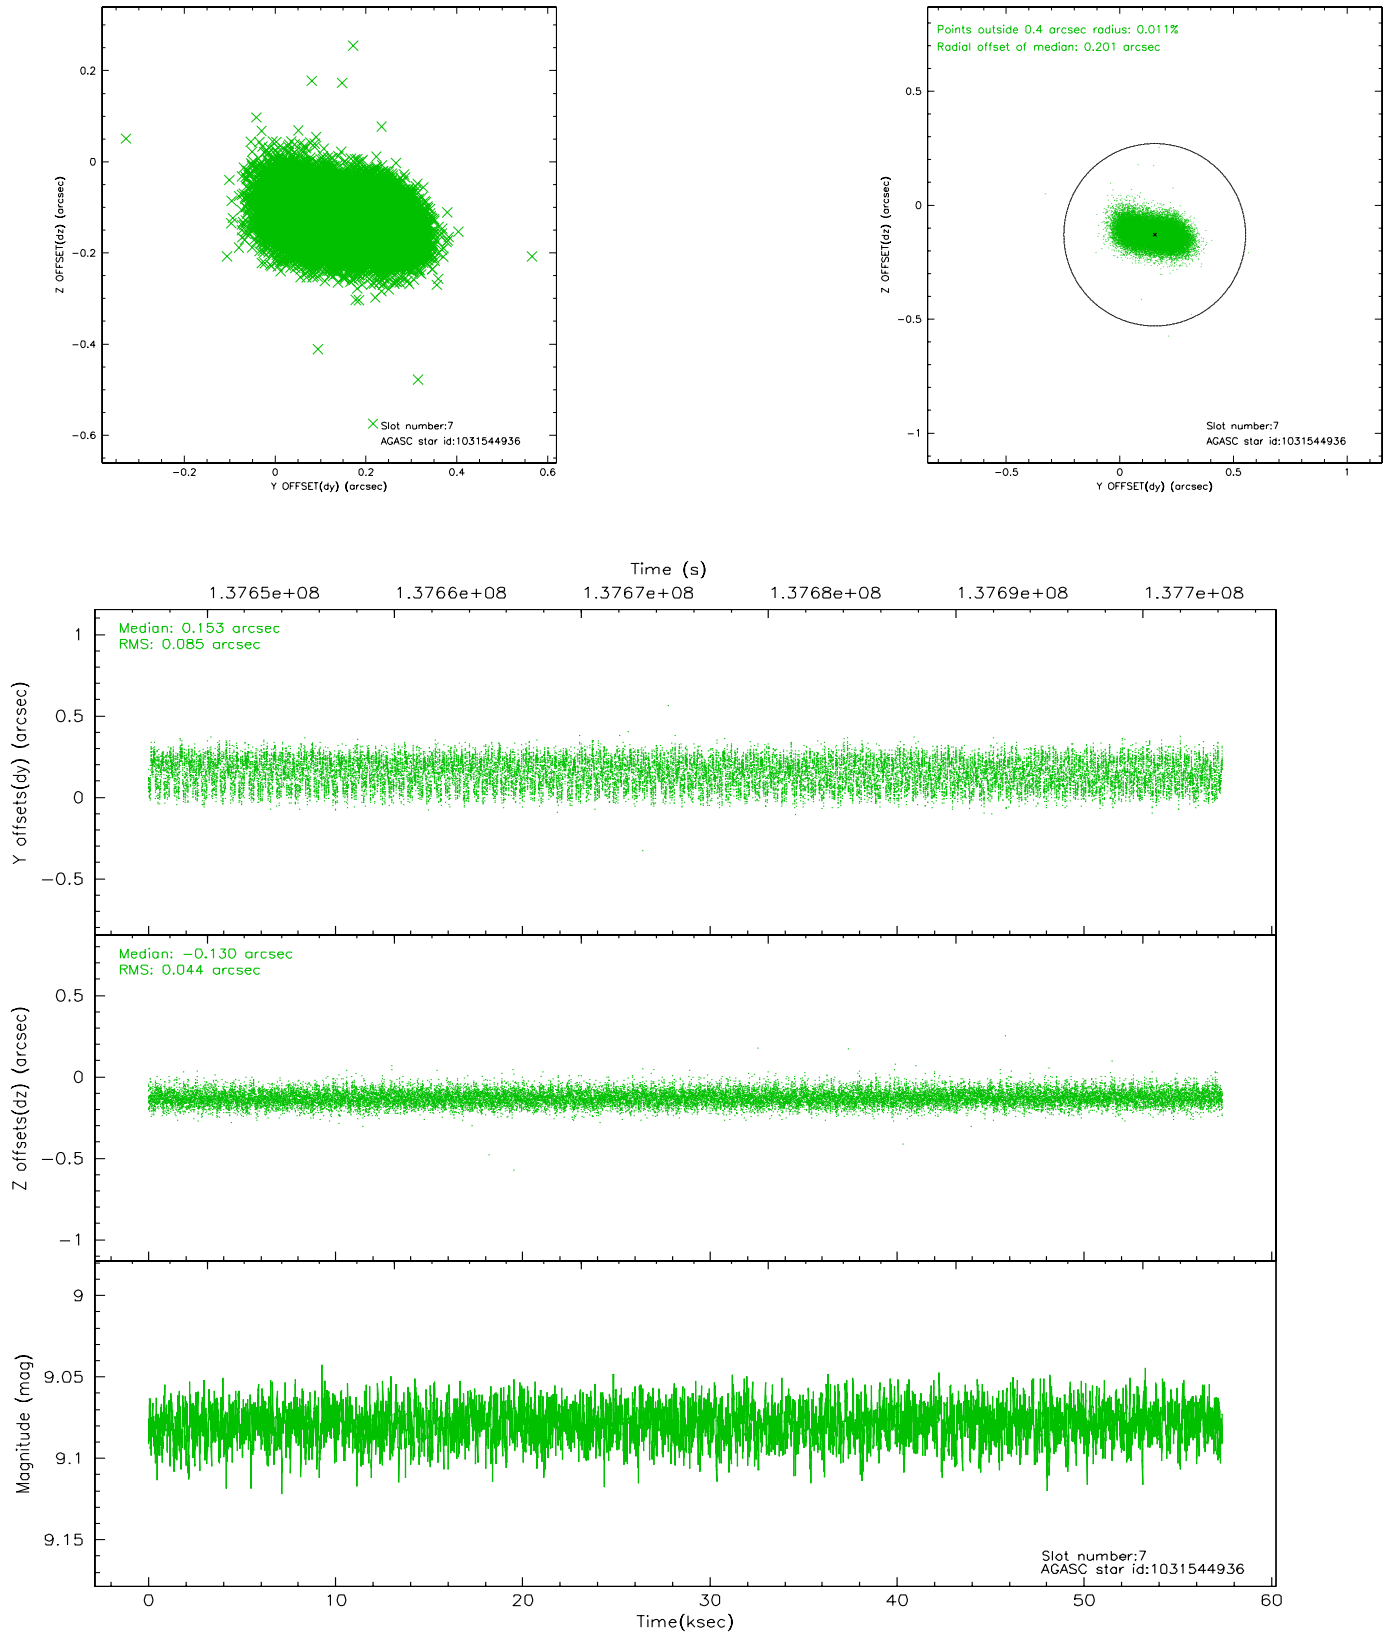 0.2
0
−0.2
−0.4
−0.6
Z OFFSET(dz) (arcsec)
−0.2 0 0.2 0.4 0.6
Y OFFSET(dy) (arcsec)
Slot number:7
AGASC star id:1031544936
Points outside 0.4 arcsec radius: 0.011%
Radial offset of median: 0.201 arcsec
0.5
0
−0.5
−1
Z OFFSET(dz) (arcsec)
−0.5 0 0.5 1
Y OFFSET(dy) (arcsec)
Slot number:7
AGASC star id:1031544936
Time (s)
1.3765e+08 1.3766e+08 1.3767e+08 1.3768e+08 1.3769e+08 1.377e+08
Median: 0.153 arcsec
RMS: 0.085 arcsec
1
0.5
0
−0.5
Y offsets(dy) (arcsec)
Median: −0.130 arcsec
RMS: 0.044 arcsec
0.5
0
−0.5
−1
Z offsets(dz) (arcsec)
9
9.05
9.1
9.15
Magnitude (mag)
Slot number:7
AGASC star id:1031544936
0 10 20 30 40 50 60
Time(ksec)